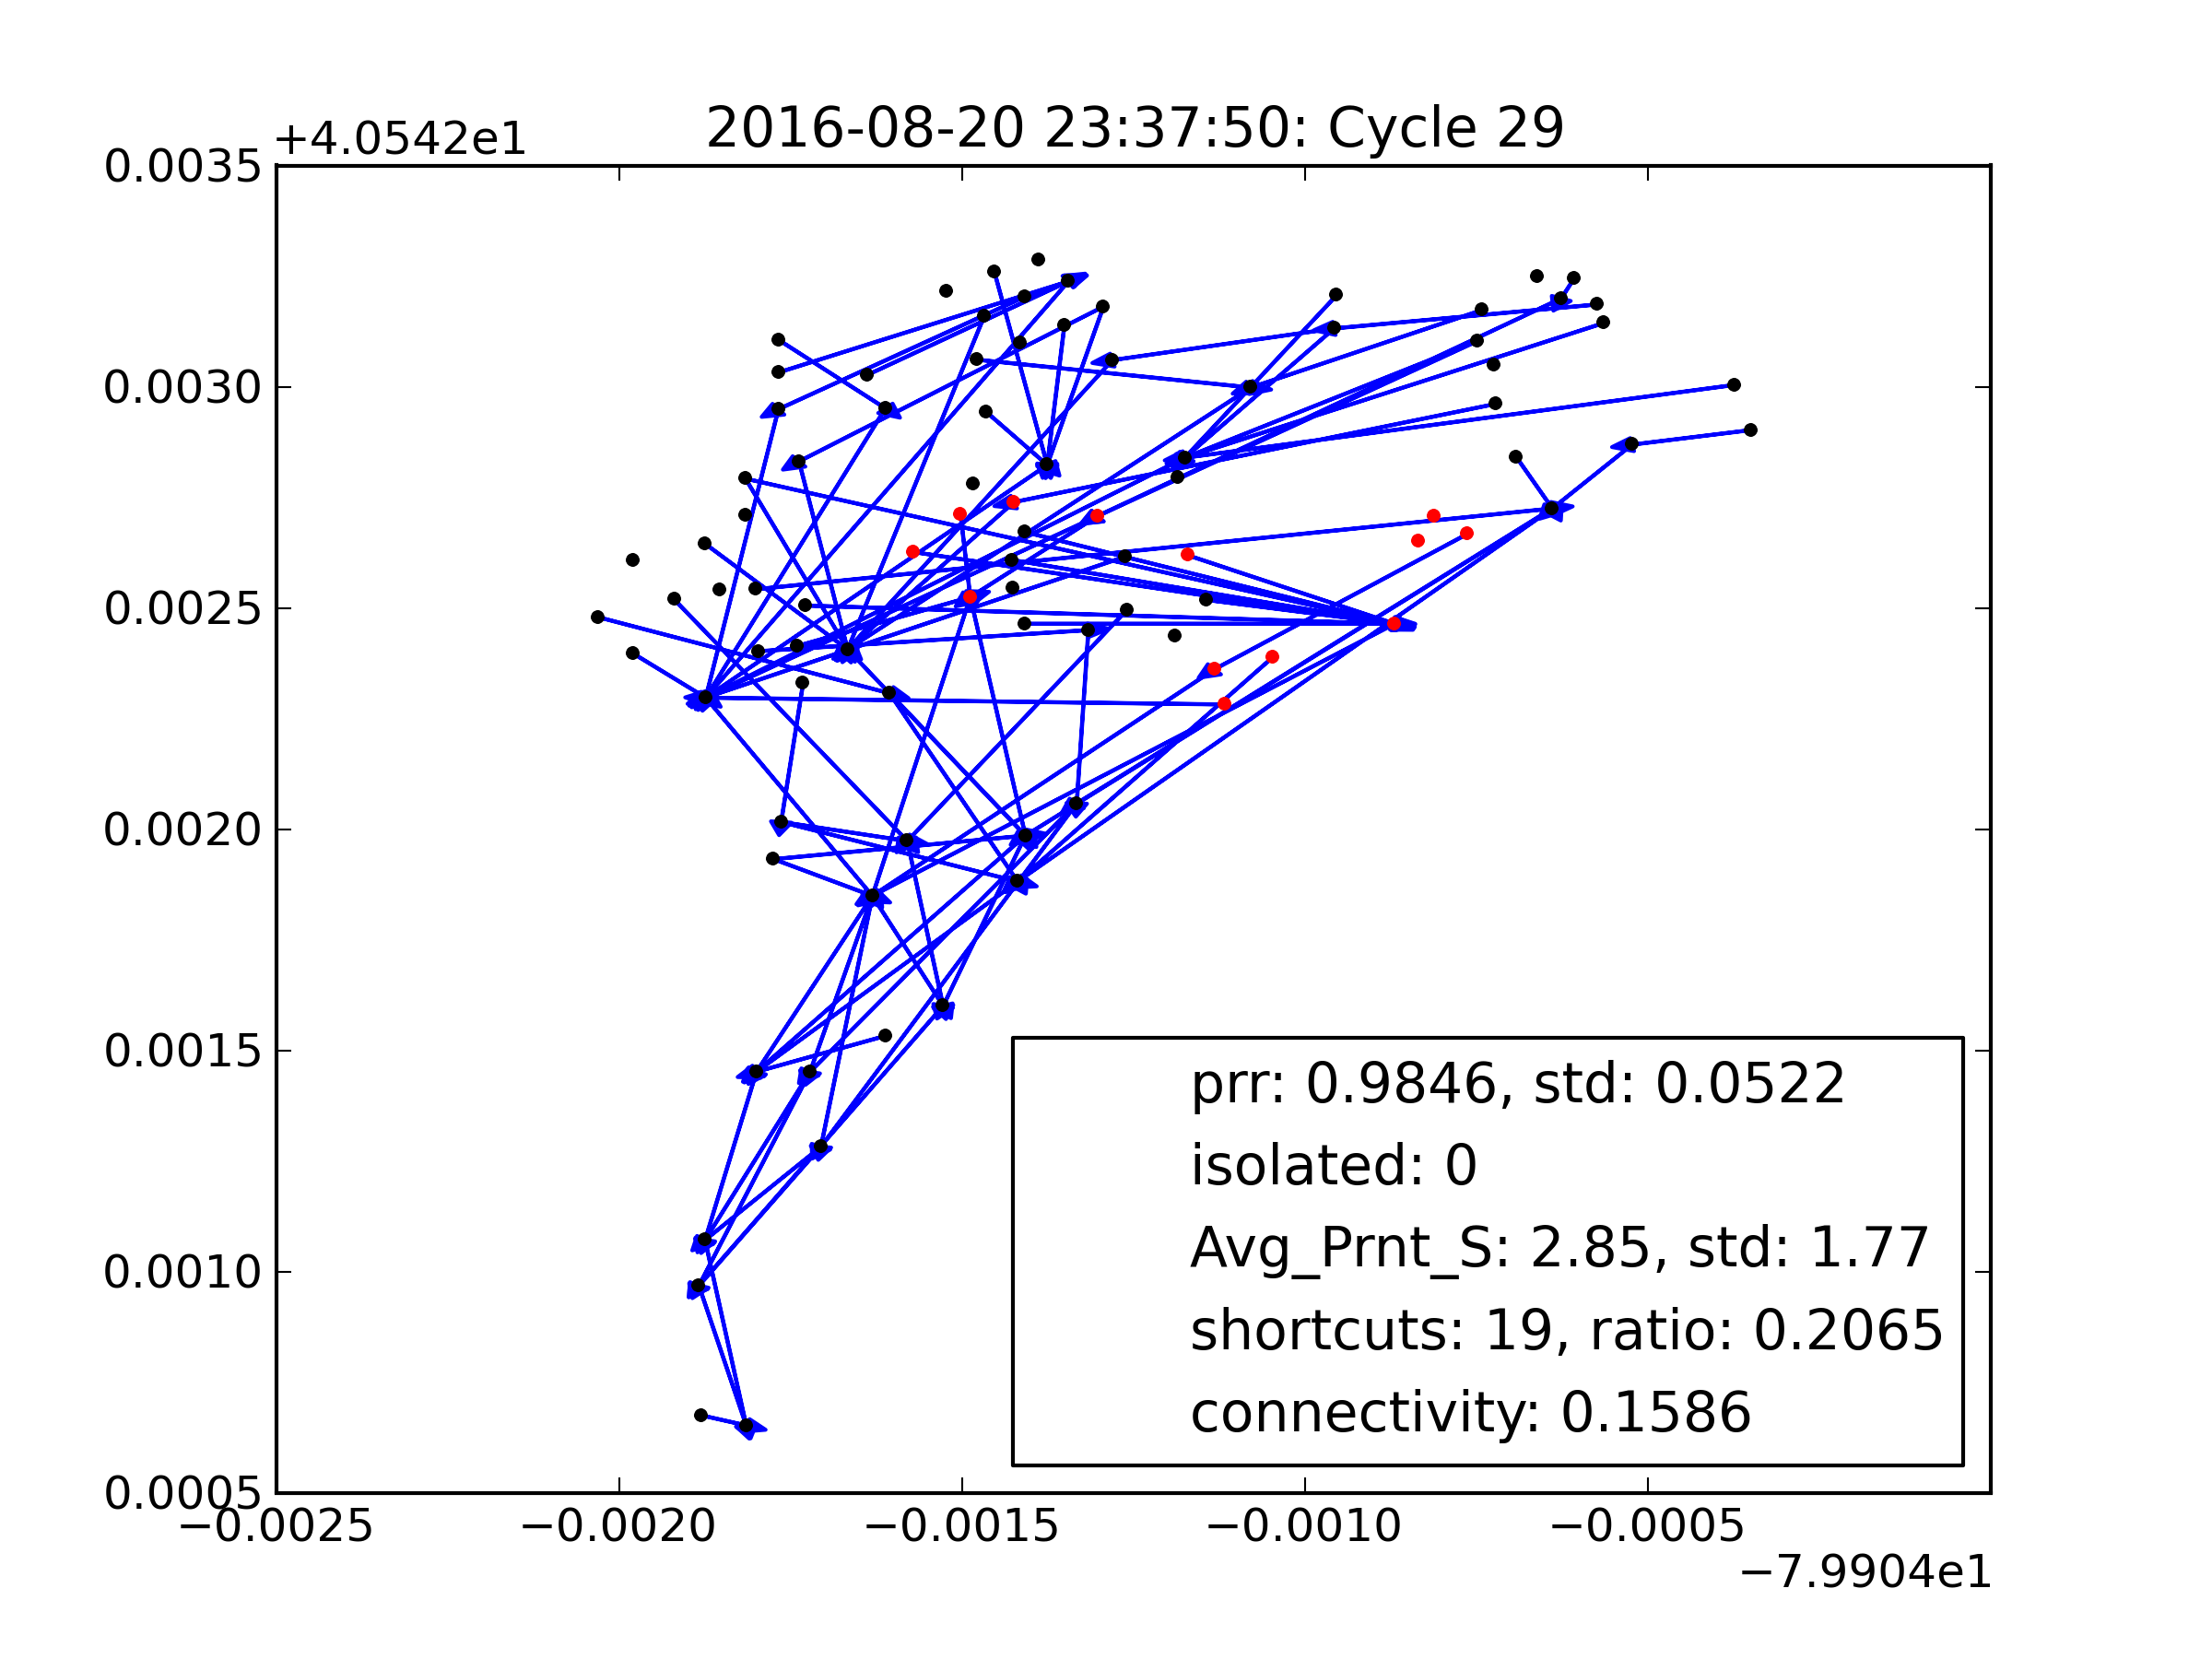 2016-08-20 23:37:50: Cycle 29
+4.0542e1
0.0035
0.0030
0.0025
0.0020
0.0015
0.0010
0.0005
prr: 0.9846, std: 0.0522
isolated: 0
Avg_Prnt_S: 2.85, std: 1.77
shortcuts: 19, ratio: 0.2065
connectivity: 0.1586
−0.0025 −0.0020 −0.0015 −0.0010 −0.0005
−7.9904e1